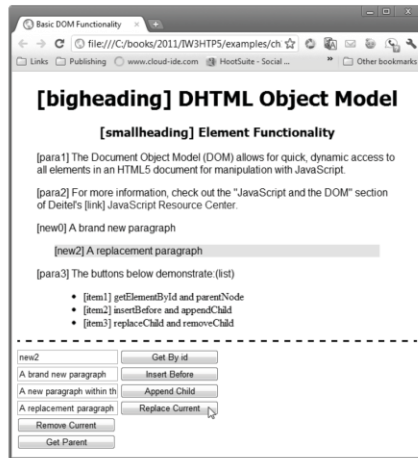 Basic DOM Functionality
file:///C:/books/2011/IW3HTP5/examples/ch
Links Publishing www.cloud-ide.com HootSuite - Social ... » Other bookmarks
[bigheading] DHTML Object Model
[smallheading] Element Functionality
[para1] The Document Object Model (DOM) allows for quick, dynamic access to
all elements in an HTML5 document for manipulation with JavaScript.
[para2] For more information, check out the "JavaScript and the DOM" section
of Deitel's [link] JavaScript Resource Center.
[new0] A brand new paragraph
[new2] A replacement paragraph
[para3] The buttons below demonstrate:(list)
• [item1] getElementById and parentNode
• [item2] insertBefore and appendChild
• [item3] replaceChild and removeChild
new2 Get By id
A brand new paragraph Insert Before
A new paragraph within th Append Child
A replacement paragraph Replace Current
Remove Current
Get Parent